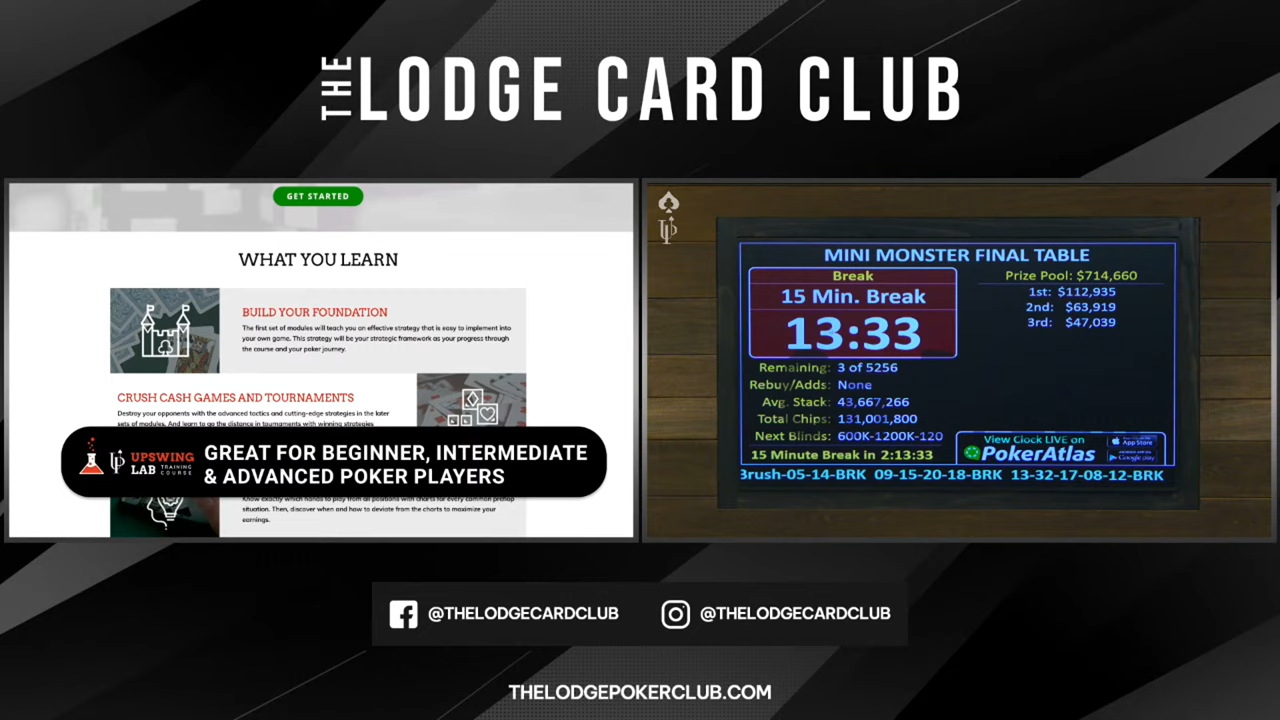 THE LODGE CARD CLUB
GET STARTED
WHAT YOU LEARN
BUILD YOUR FOUNDATION
The first set of modules will teach you an effective strategy that is easy to implement into
your own game. This strategy will be your strategic framework as your progress through
the course and your poker journey.
CRUSH CASH GAMES AND TOURNAMENTS
Destroy your opponents with the advanced tactics and cutting-edge strategies in the later
sets of modules. And learn to go the distance in tournaments with winning strategies
UPSWING
LAB TRAINING
COURSE
GREAT FOR BEGINNER, INTERMEDIATE
& ADVANCED POKER PLAYERS
Know exactly which hands to play from all positions with charts for every common preflop
situation. Then, discover when and how to deviate from the charts to maximize your
earnings.
MINI MONSTER FINAL TABLE
Break
15 Min. Break
13:33
Prize Pool: $714,660
1st: $112,935
2nd: $63,919
3rd: $47,039
Remaining: 3 of 5256
Rebuy/Adds: None
Avg. Stack: 43,667,266
Total Chips: 131,001,800
Next Blinds: 600K-1200K-120
15 Minute Break in 2:13:33
View Clock LIVE on
PokerAtlas
App Store
Google play
Brush-05-14-BRK 09-15-20-18-BRK 13-32-17-08-12-BRK
@THELODGECARDCLUB
@THELODGECARDCLUB
THELODGEPOKERCLUB.COM